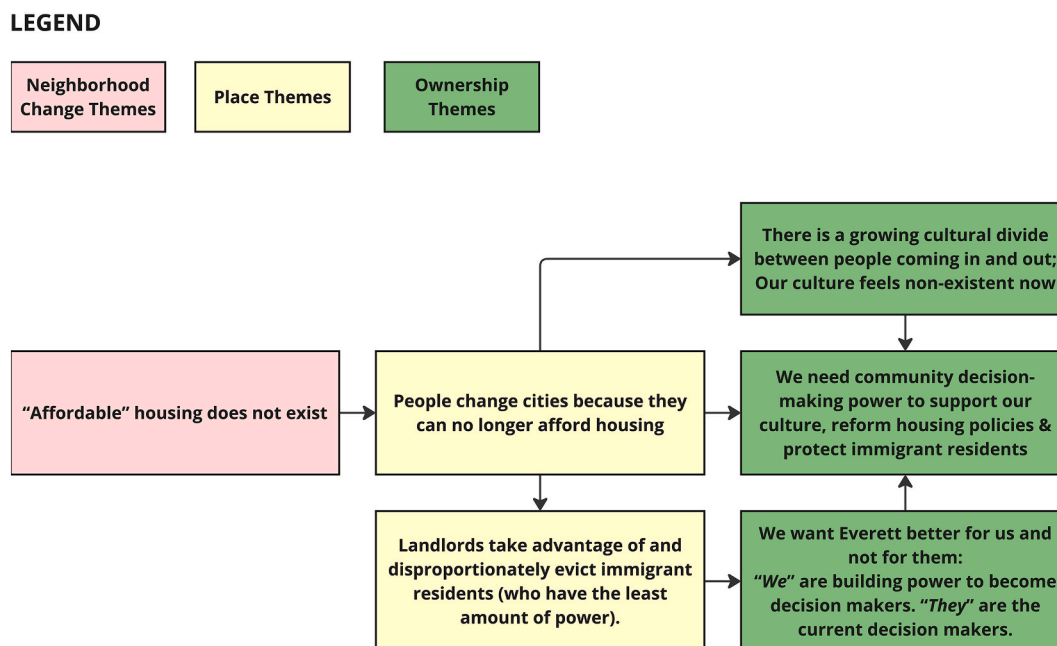 LEGEND
Neighborhood
Change Themes
Place Themes
Ownership
Themes
There is a growing cultural divide
between people coming in and out;
Our culture feels non-existent now
“Affordable” housing does not exist
People change cities because they
can no longer afford housing
We need community decision-
making power to support our
culture, reform housing policies &
protect immigrant residents
Landlords take advantage of and
disproportionately evict immigrant
residents (who have the least
amount of power).
We want Everett better for us and
not for them:
“We” are building power to become
decision makers. “They” are the
current decision makers.